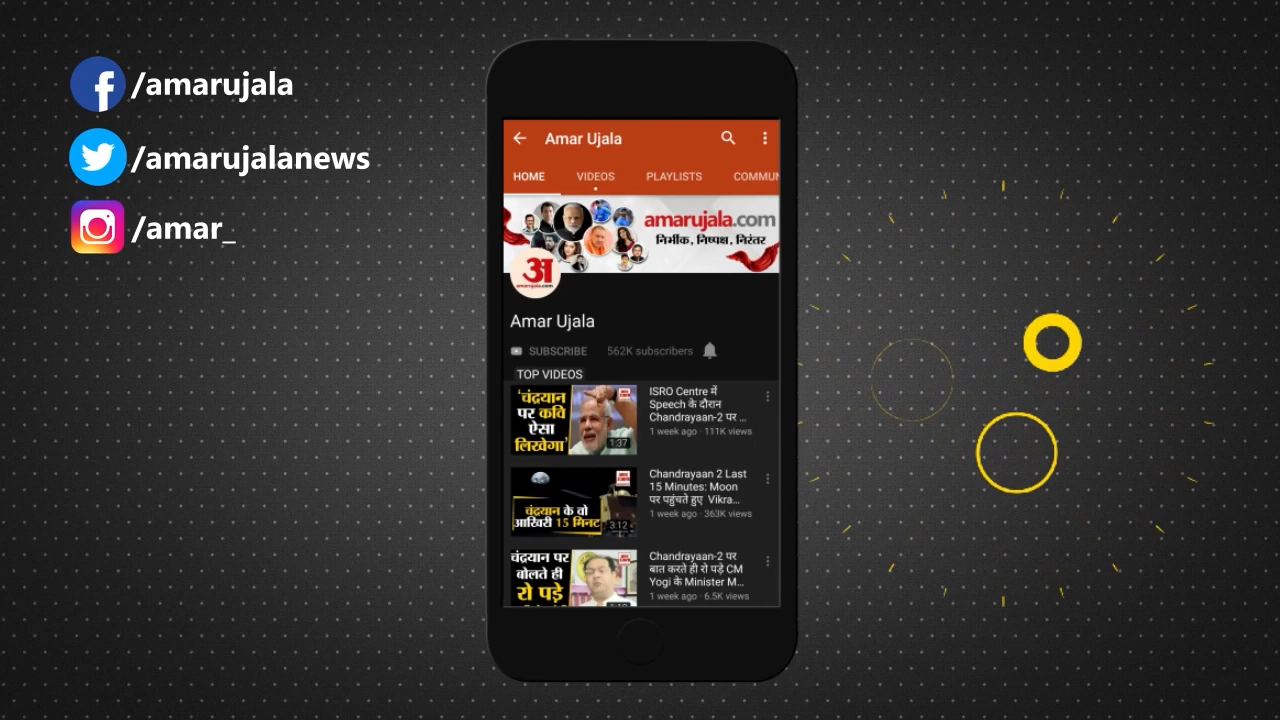 /amarujala
/amarujalanews
/amar_
Amar Ujala
HOME VIDEOS PLAYLISTS COMMUN
amarujala.com
निर्भीक, निष्पक्ष, निरंतर
अ
amarujala.com
Amar Ujala
SUBSCRIBE 562K subscribers
TOP VIDEOS
'चंद्रयान
पर कवि
ऐसा
लिखेगा'
1:37
ISRO Centre में
Speech के दौरान
Chandrayaan-2 पर ...
1 week ago · 111K views
चंद्रयान के वो
आखिरी 15 मिनट
3:12
Chandrayaan 2 Last
15 Minutes: Moon
पर पहुंचते हुए Vikra...
1 week ago · 363K views
चंद्रयान पर
बोलते ही
रो पड़े
Chandrayaan-2 पर
बात करते ही रो पड़े CM
Yogi के Minister M...
1 week ago · 6.5K views